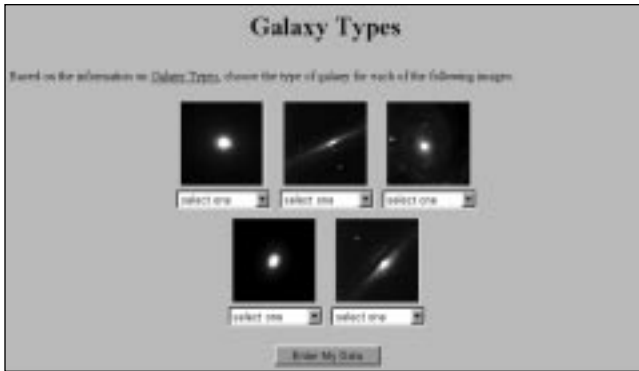 Galaxy Types
Based on the information on Galaxy Types, choose the type of galaxy for each of the following images
select one select one select one
select one select one
Enter My Data